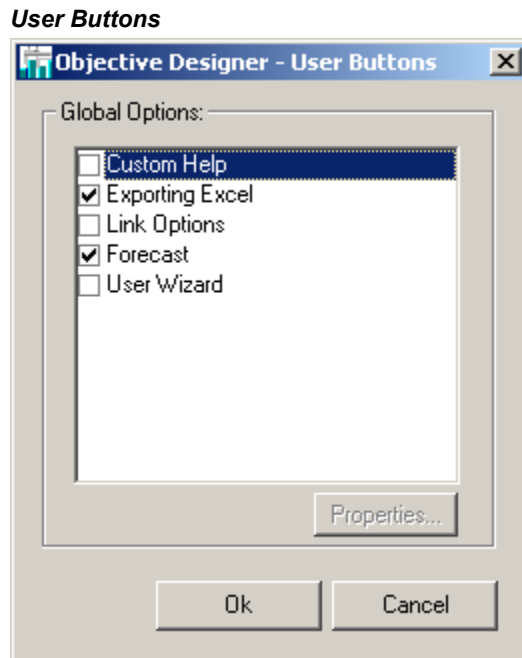 User Buttons
Objective Designer - User Buttons
Global Options:
Custom Help
Exporting Excel
Link Options
Forecast
User Wizard
Properties...
Ok
Cancel